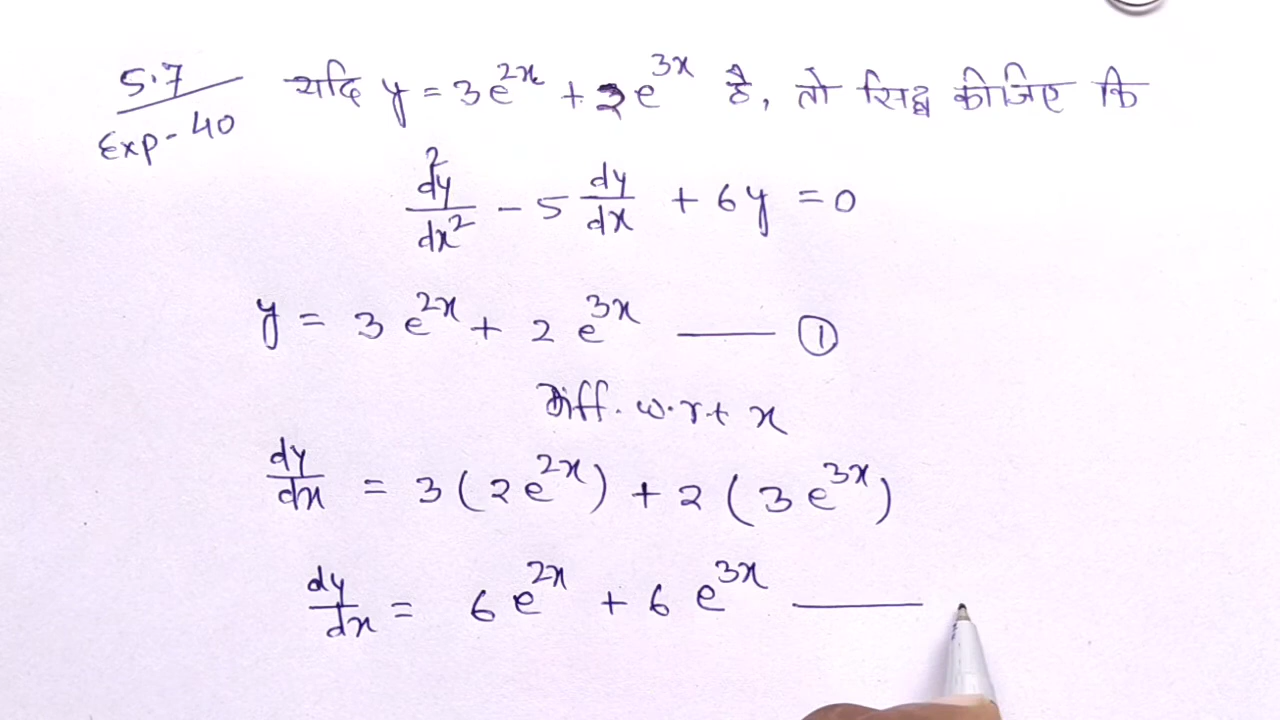 5.7 यदि y = 3e^{2x} + 2e^{3x} है, तो सिद्ध कीजिए कि
Exp-40
d²y/dx² - 5 dy/dx + 6y = 0
y = 3e^{2x} + 2e^{3x} —— ①
Diff. w.r.t x
dy/dx = 3(2e^{2x}) + 2(3e^{3x})
dy/dx = 6e^{2x} + 6e^{3x} ——